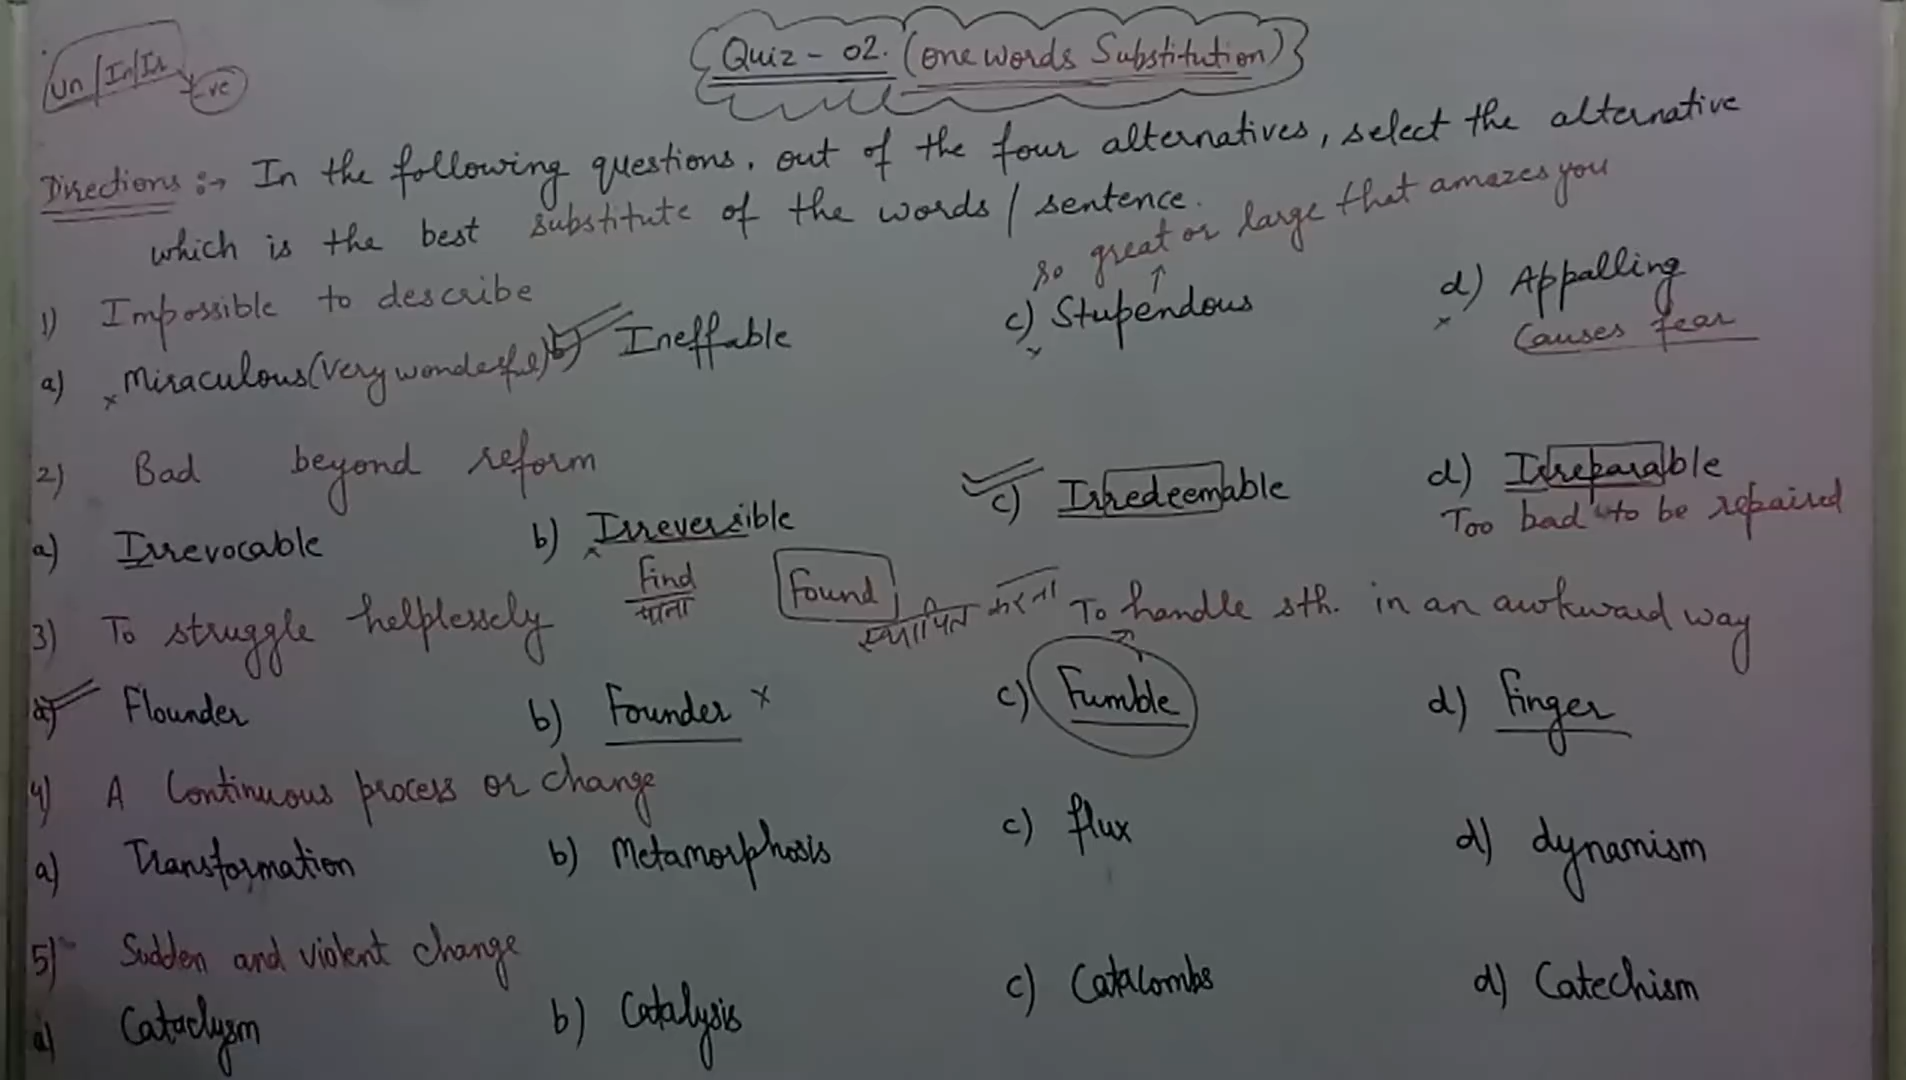 un/In/Ir
-ve
Quiz - 02. (one words Substitution)
Directions :→ In the following questions, out of the four alternatives, select the alternative
which is the best substitute of the words / sentence.
so great or large that amazes you
1) Impossible to describe
a) Miraculous (very wonderful) b) Ineffable c) Stupendous d) Appalling
Causes fear
2) Bad beyond reform
a) Irrevocable b) Irreversible c) Irredeemable d) Irreparable
Too bad to be repaired
3) To struggle helplessely
find
पाना
Found
स्थापित करना
To handle sth. in an awkward way
a) Flounder b) Founder x c) Fumble d) Finger
4) A Continuous process or change
a) Transformation b) Metamorphosis c) flux d) dynamism
5) Sudden and violent change
a) Cataclysm b) Catalysis c) Catacombs d) Catechism